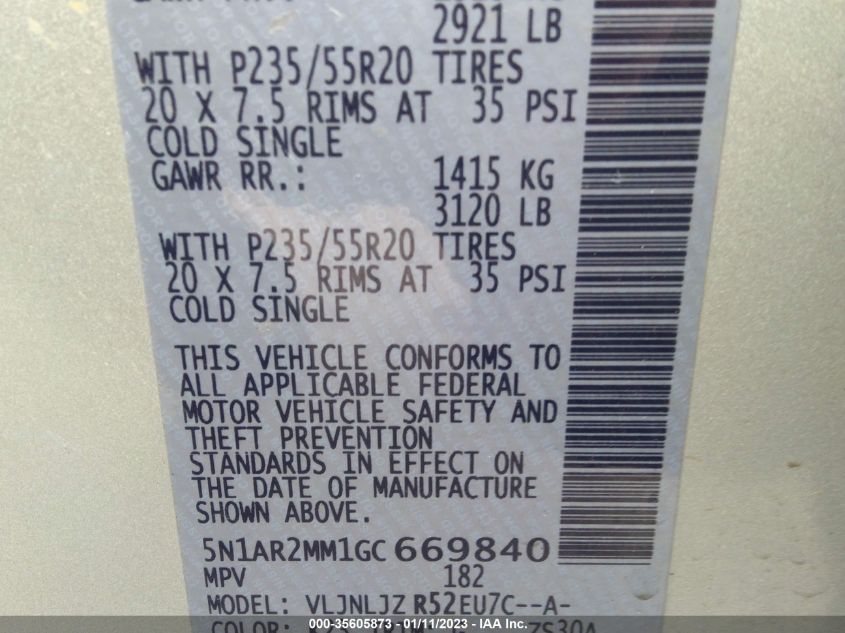 2921 LB
WITH P235/55R20 TIRES
20 X 7.5 RIMS AT 35 PSI
COLD SINGLE
GAWR RR.: 1415 KG
3120 LB
WITH P235/55R20 TIRES
20 X 7.5 RIMS AT 35 PSI
COLD SINGLE
THIS VEHICLE CONFORMS TO
ALL APPLICABLE FEDERAL
MOTOR VEHICLE SAFETY AND
THEFT PREVENTION
STANDARDS IN EFFECT ON
THE DATE OF MANUFACTURE
SHOWN ABOVE.
5N1AR2MM1GC669840
MPV 182
MODEL: VLJNLJZ R52EU7C--A-
COLOR: K23
000-35605873 - 01/11/2023 - IAA Inc.